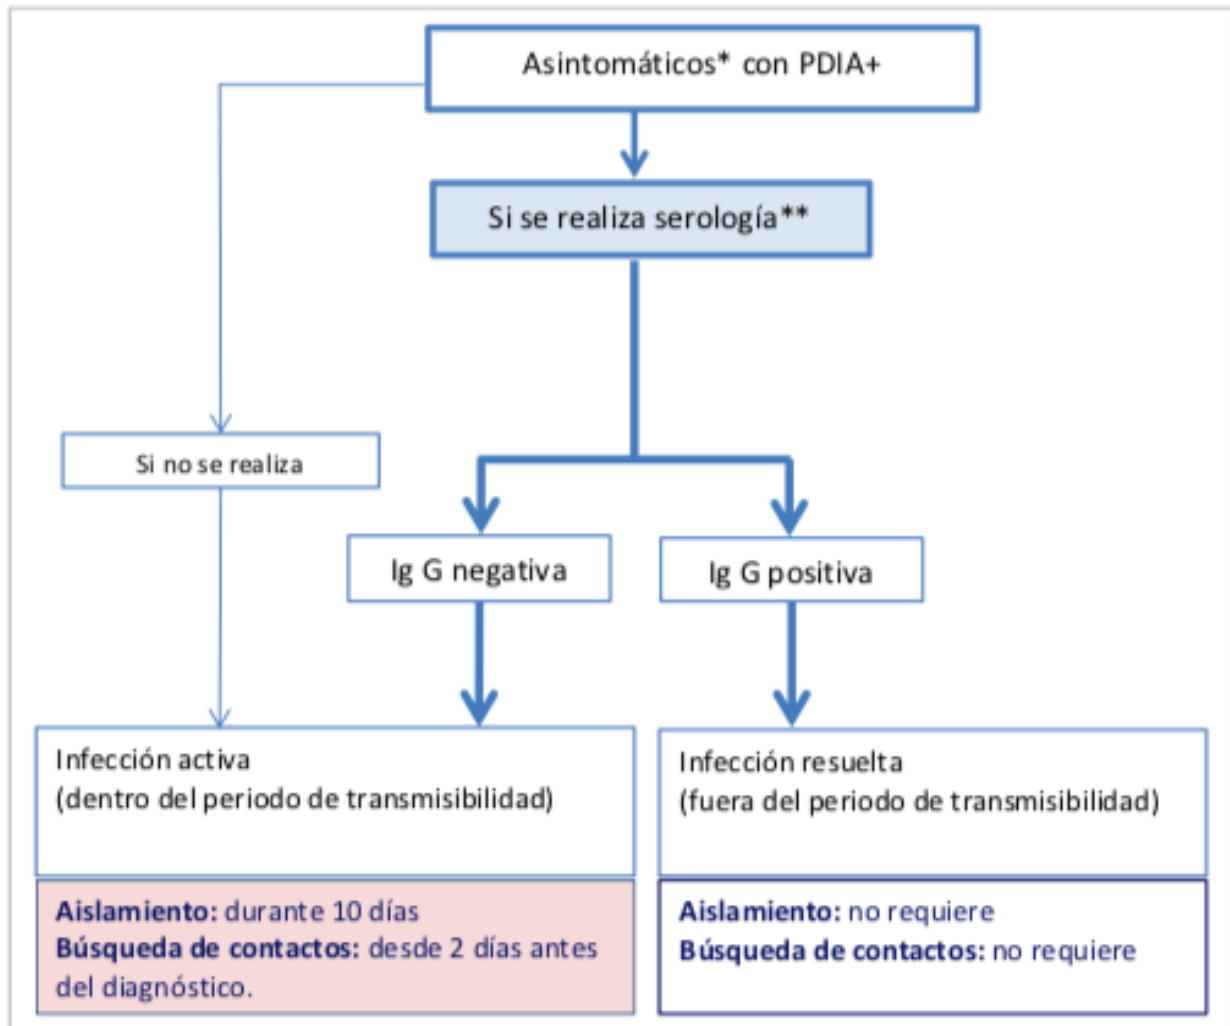 Asintomáticos* con PDIA+
Si se realiza serología**
Si no se realiza
Ig G negativa
Ig G positiva
Infección activa
(dentro del periodo de transmisibilidad)
Aislamiento: durante 10 días
Búsqueda de contactos: desde 2 días antes
del diagnóstico.
Infección resuelta
(fuera del periodo de transmisibilidad)
Aislamiento: no requiere
Búsqueda de contactos: no requiere